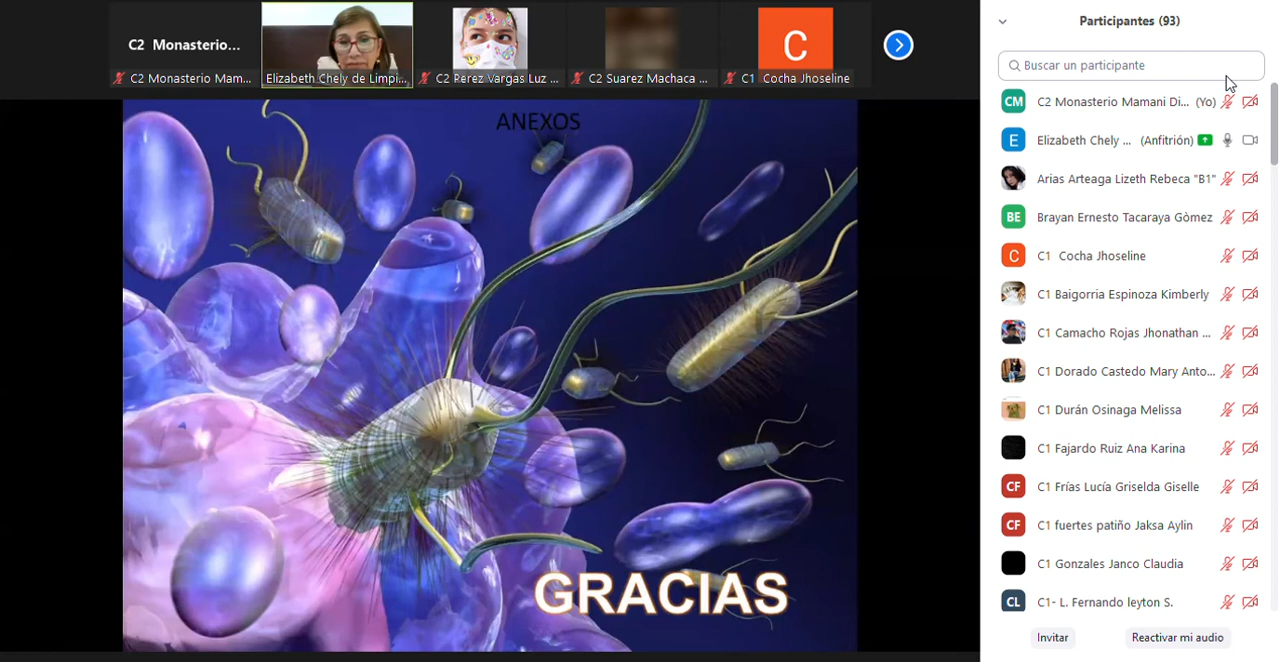 C2 Monasterio...
C2 Monasterio Mam...
Elizabeth Chely de Limpi...
C2 Perez Vargas Luz ...
C2 Suarez Machaca ...
C
C1 Cocha Jhoseline
ANEXOS
GRACIAS
Participantes (93)
Buscar un participante
CM C2 Monasterio Mamani Di... (Yo)
E Elizabeth Chely ... (Anfitrión)
Arias Arteaga Lizeth Rebeca "B1"
BE Brayan Ernesto Tacaraya Gòmez
C C1 Cocha Jhoseline
C1 Baigorria Espinoza Kimberly
C1 Camacho Rojas Jhonathan ...
C1 Dorado Castedo Mary Anto...
C1 Durán Osinaga Melissa
C1 Fajardo Ruiz Ana Karina
CF C1 Frías Lucía Griselda Giselle
CF C1 fuertes patiño Jaksa Aylin
C1 Gonzales Janco Claudia
CL C1- L. Fernando leyton S.
Invitar
Reactivar mi audio